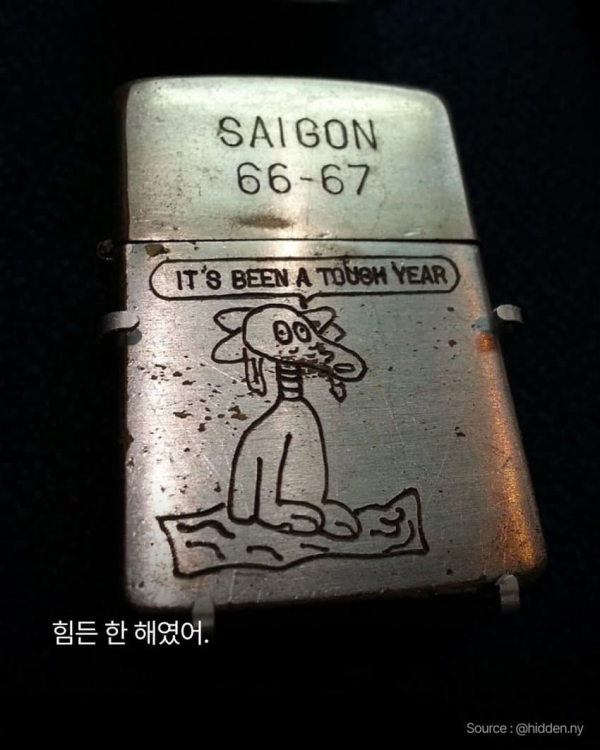 SAIGON
66-67
IT'S BEEN A TOUGH YEAR
힘든 한 해였어.
Source : @hidden.ny